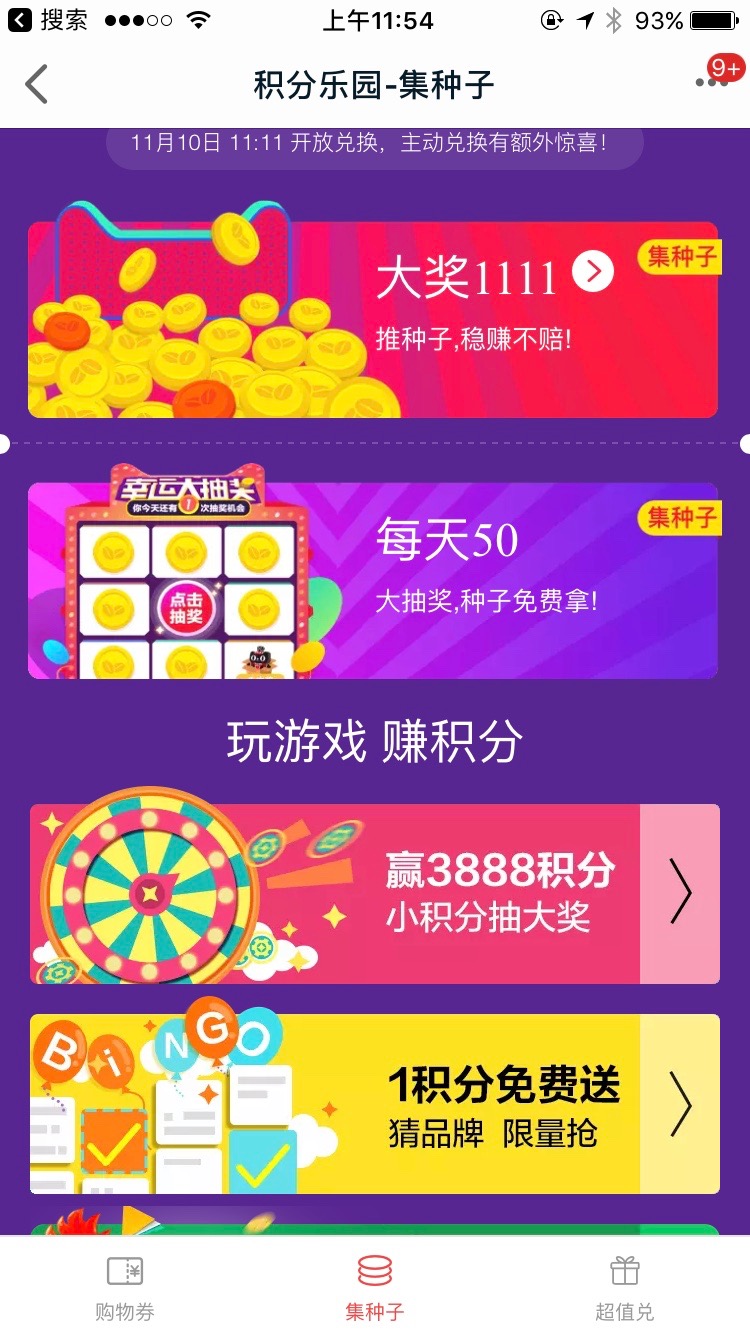 搜索
上午11:54
93%
积分乐园-集种子
9+
11月10日 11:11 开放兑换，主动兑换有额外惊喜！
大奖1111
集种子
推种子,稳赚不赔!
幸运大抽奖
你今天还有1次抽奖机会
点击
抽奖
每天50
集种子
大抽奖,种子免费拿!
玩游戏 赚积分
赢3888积分
小积分抽大奖
BiNGO
1积分免费送
猜品牌 限量抢
购物券
集种子
超值兑